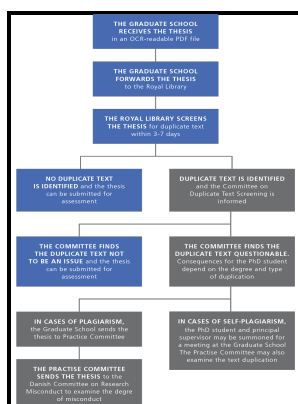 THE GRADUATE SCHOOL
RECEIVES THE THESIS
in an OCR-readable PDF file
THE GRADUATE SCHOOL
FORWARDS THE THESIS
to the Royal Library
THE ROYAL LIBRARY SCREENS
THE THESIS for duplicate text
within 3-7 days
NO DUPLICATE TEXT
IS IDENTIFIED and the thesis
can be submitted for
assessment
DUPLICATE TEXT IS IDENTIFIED
and the Committee on
Duplicate Text Screening is
informed
THE COMMITTEE FINDS
THE DUPLICATE TEXT NOT
TO BE AN ISSUE and the thesis
can be submitted for
assessment
THE COMMITTEE FINDS THE
DUPLICATE TEXT QUESTIONABLE.
Consequences for the PhD student
depend on the degree and type
of duplication
IN CASES OF PLAGIARISM,
the Graduate School sends the
thesis to Practice Committee
IN CASES OF SELF-PLAGIARISM,
the PhD student and principal
supervisor may be summoned for
a meeting at the Graduate School
The Practice Committee may also
examine the text duplication
THE PRACTISE COMMITTEE
SENDS THE THESIS to the
Danish Committee on Research
Misconduct to examine the degre
of misconduct